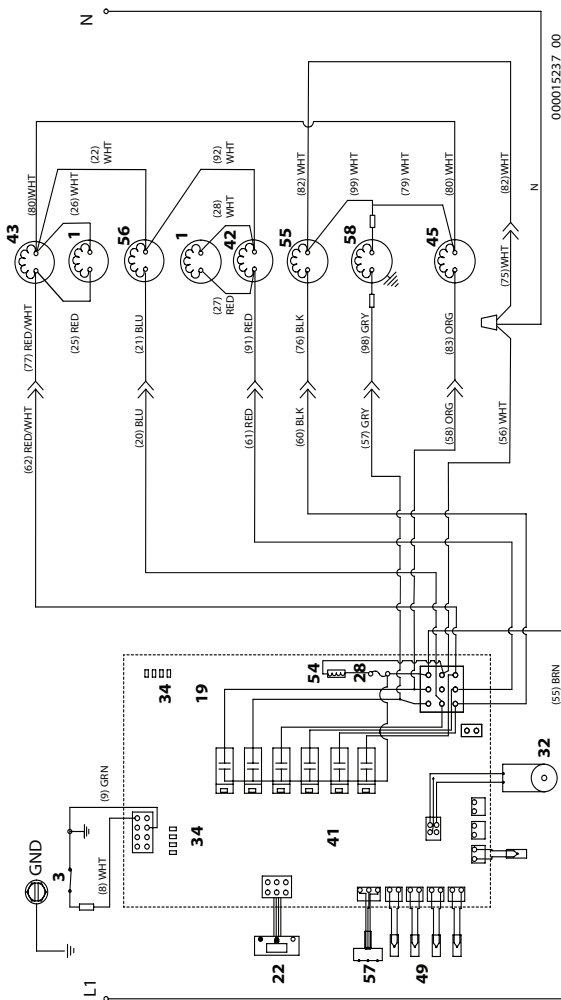 L1
GND
N
3
(8) WHT
(9) GRN
34
34
19
22
41
57
49
32
54
28
(55) BRN
(62) RED/WHT
(77) RED/WHT
43
(80)WHT
(26) WHT
(22)
WHT
(25) RED
1
(20) BLU
(21) BLU
56
1
(28)
WHT
(92)
WHT
(27)
RED
42
(61) RED
(91) RED
(60) BLK
(76) BLK
55
(82) WHT
(99) WHT
(57) GRY
(98) GRY
58
(79) WHT
(58) ORG
(83) ORG
45
(80) WHT
(56) WHT
(75)WHT
(82)WHT
N
000015237 00